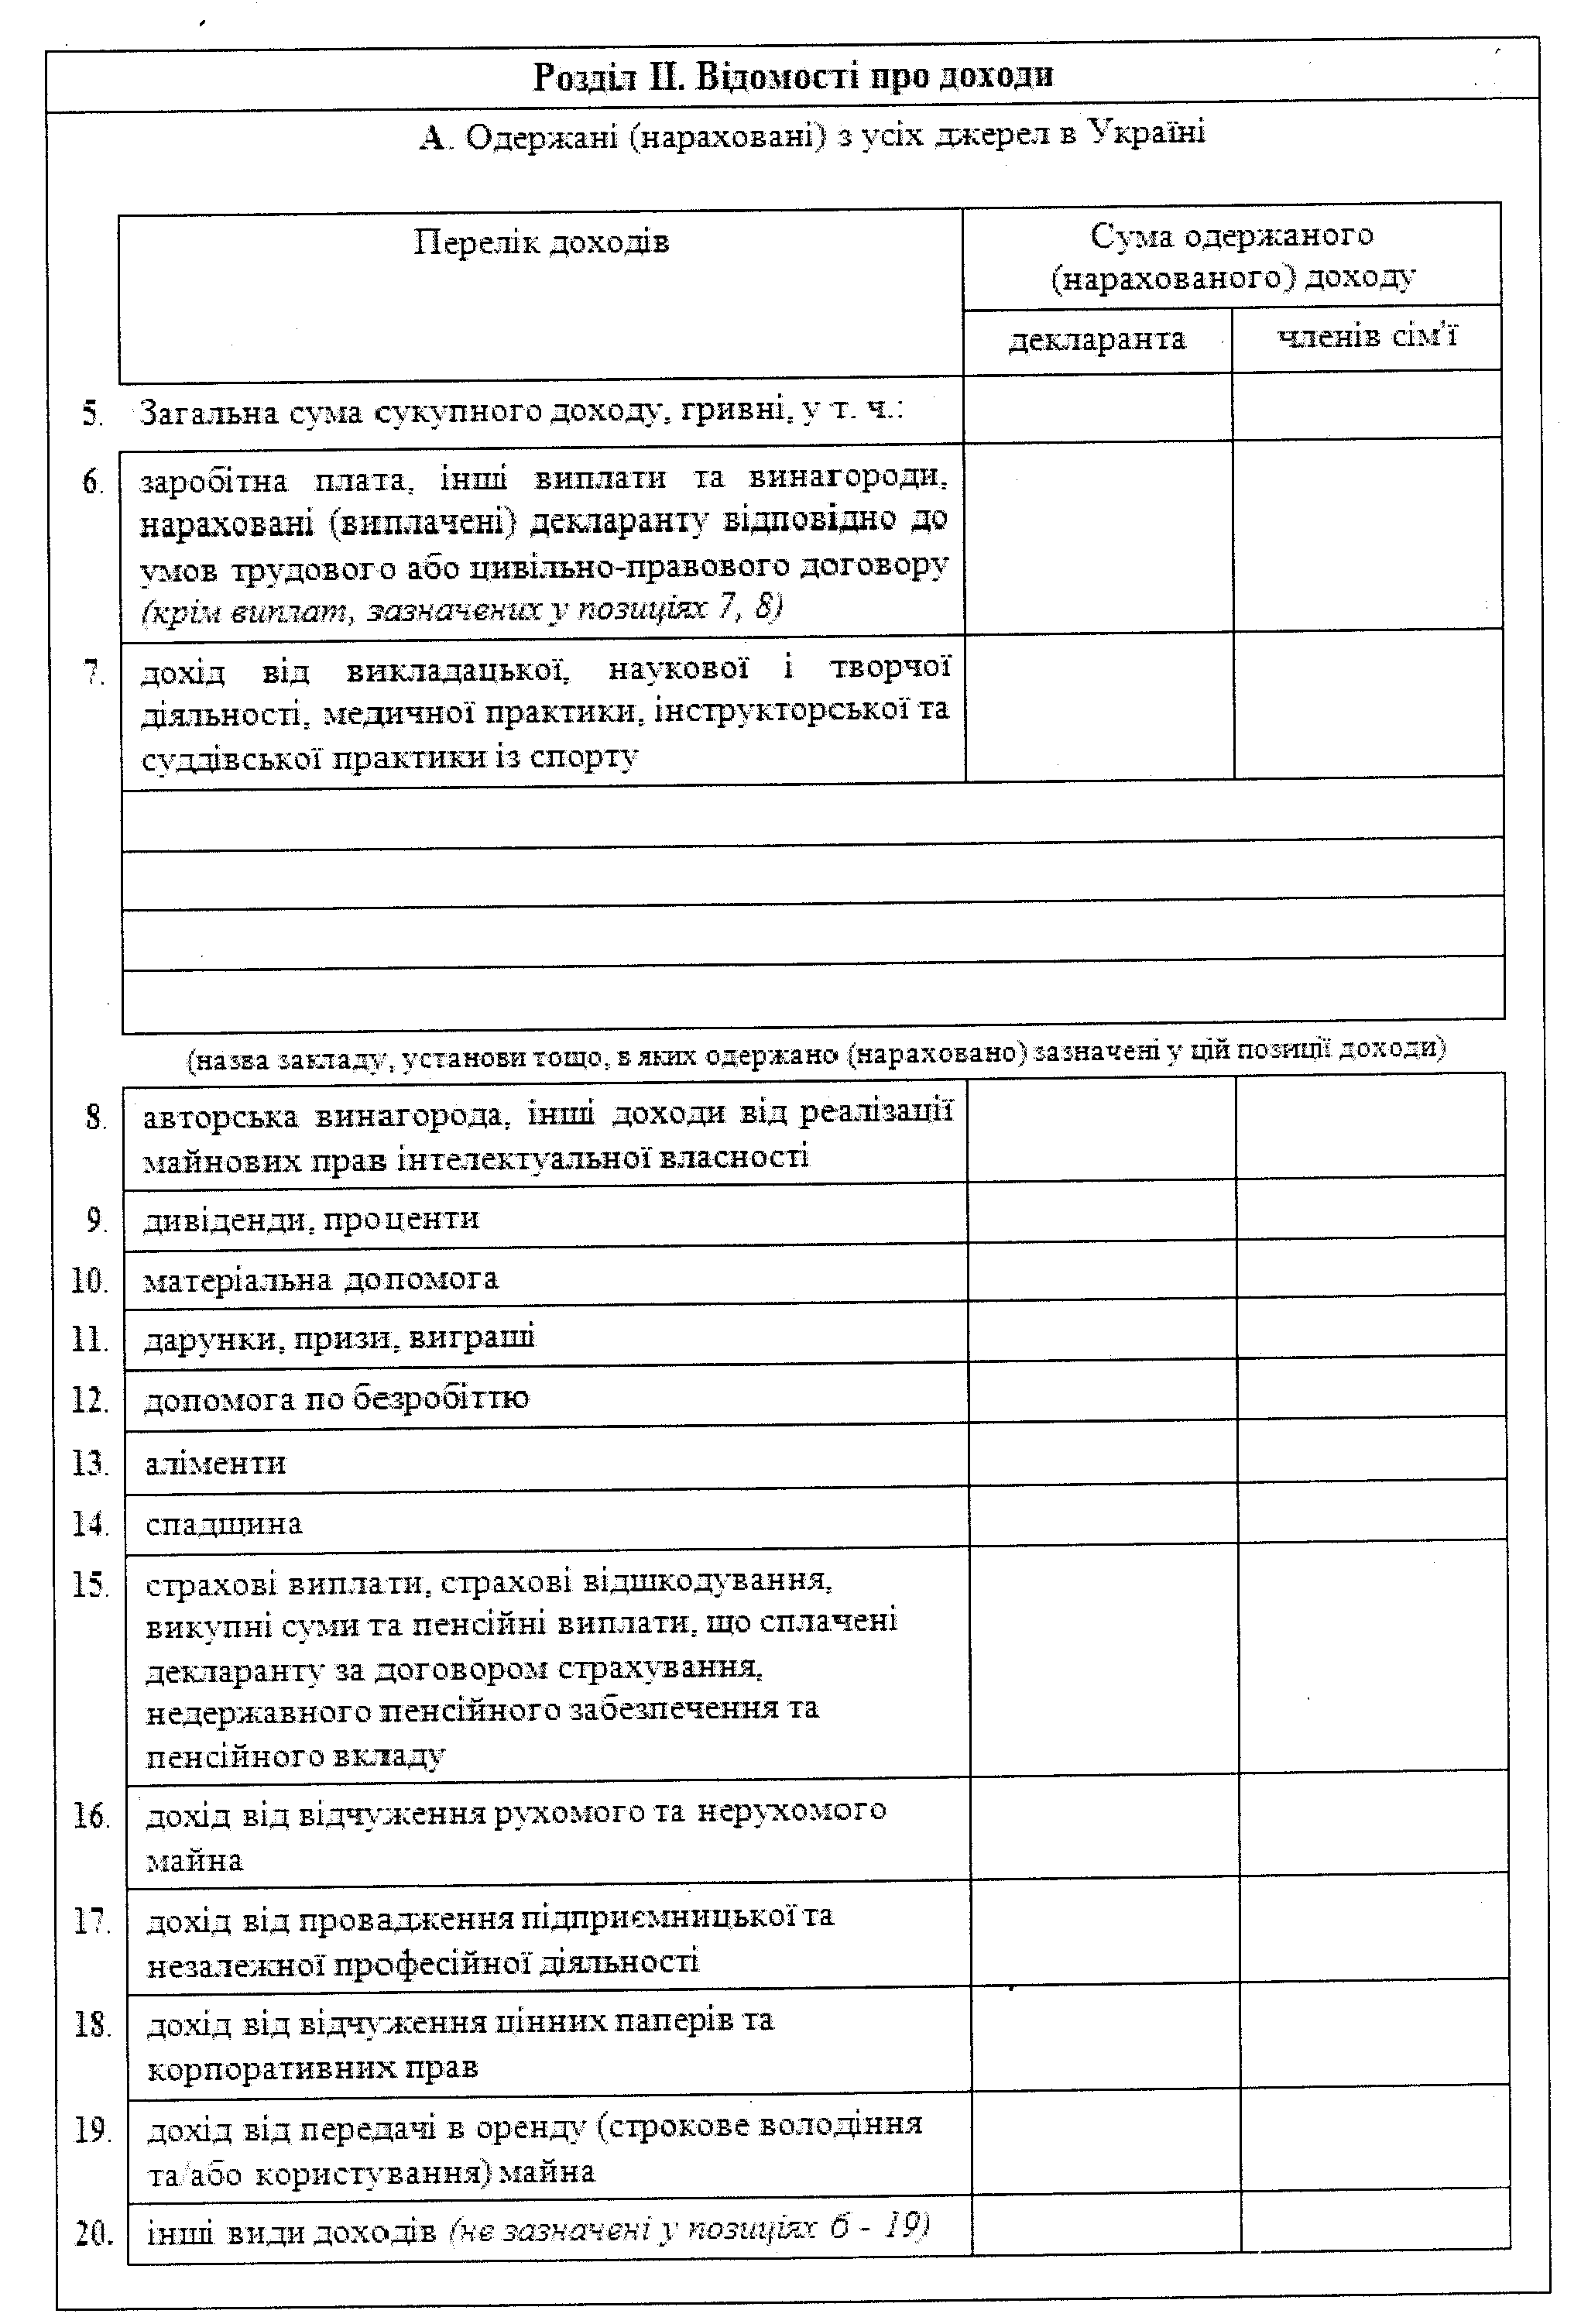 Розділ II. Відомості про доходи
А. Одержані (нараховані) з усіх джерел в Україні
Перелік доходів
Сума одержаного
(нарахованого) доходу
декларанта
членів сім'ї
5. Загальна сума сукупного доходу, гривні, у т. ч.:
6. заробітна плата, інші виплати та винагороди,
нараховані (виплачені) декларанту відповідно до
умов трудового або цивільно-правового договору
(крім виплат, зазначених у позиціях 7, 8)
7. дохід від викладацької, наукової і творчої
діяльності, медичної практики, інструкторської та
суддівської практики із спорту
(назва закладу, установи тощо, в яких одержано (нараховано) зазначені у цій позиції доходи)
8. авторська винагорода, інші доходи від реалізації
майнових прав інтелектуальної власності
9. дивіденди, проценти
10. матеріальна допомога
11. дарунки, призи, виграші
12. допомога по безробіттю
13. аліменти
14. спадщина
15. страхові виплати, страхові відшкодування,
викупні суми та пенсійні виплати, що сплачені
декларанту за договором страхування,
недержавного пенсійного забезпечення та
пенсійного вкладу
16. дохід від відчуження рухомого та нерухомого
майна
17. дохід від провадження підприємницької та
незалежної професійної діяльності
18. дохід від відчуження цінних паперів та
корпоративних прав
19. дохід від передачі в оренду (строкове володіння
та/або користування) майна
20. інші види доходів (не зазначені у позиціях 6 - 19)